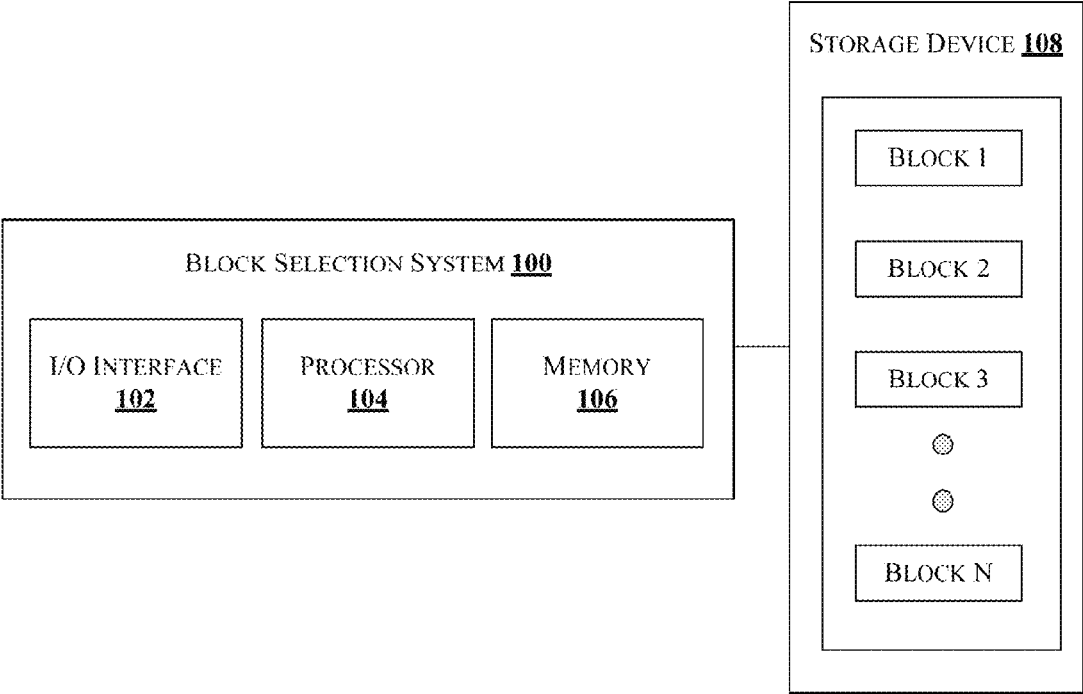 STORAGE DEVICE 108
BLOCK 1
BLOCK 2
BLOCK 3
BLOCK N
BLOCK SELECTION SYSTEM 100
I/O INTERFACE
102
PROCESSOR
104
MEMORY
106